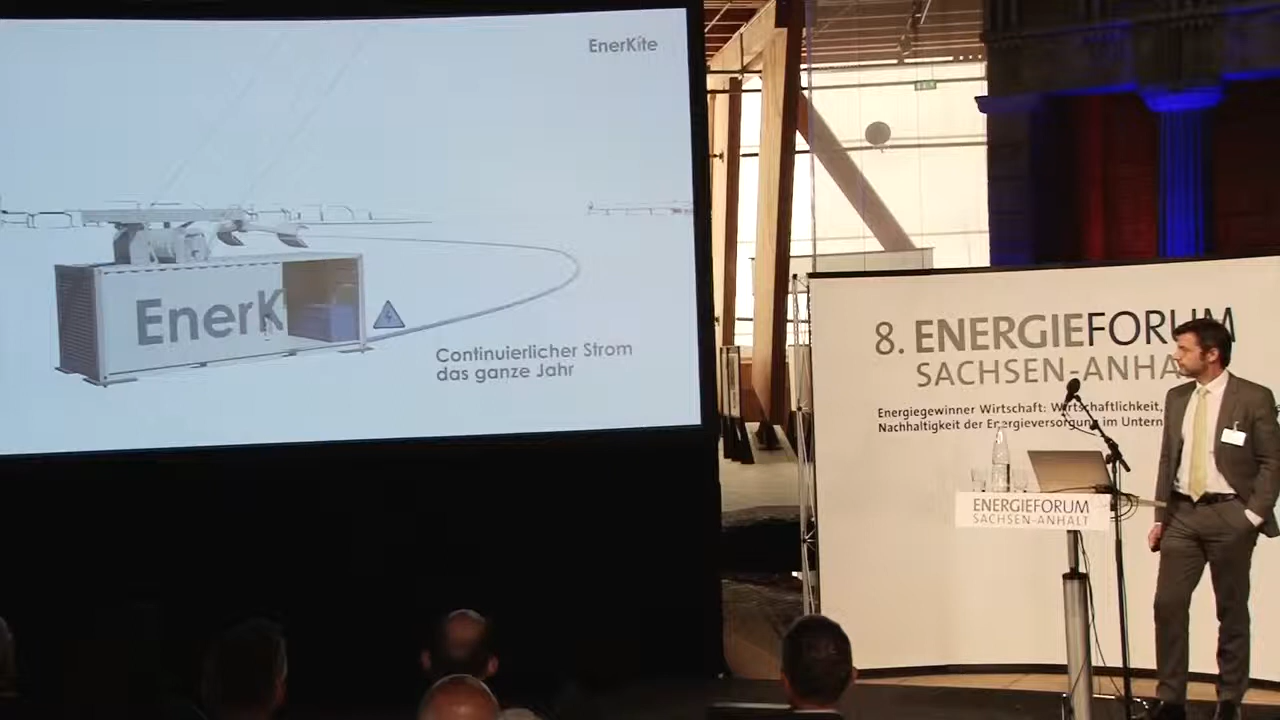 EnerKíte
EnerK
Continuierlicher Strom
das ganze Jahr
8. ENERGIEFORUM
SACHSEN-ANHA
Energiegewinner Wirtschaft: Wirtschaftlichkeit,
Nachhaltigkeit der Energieversorgung im Untern
ENERGIEFORUM
SACHSEN-ANHALT